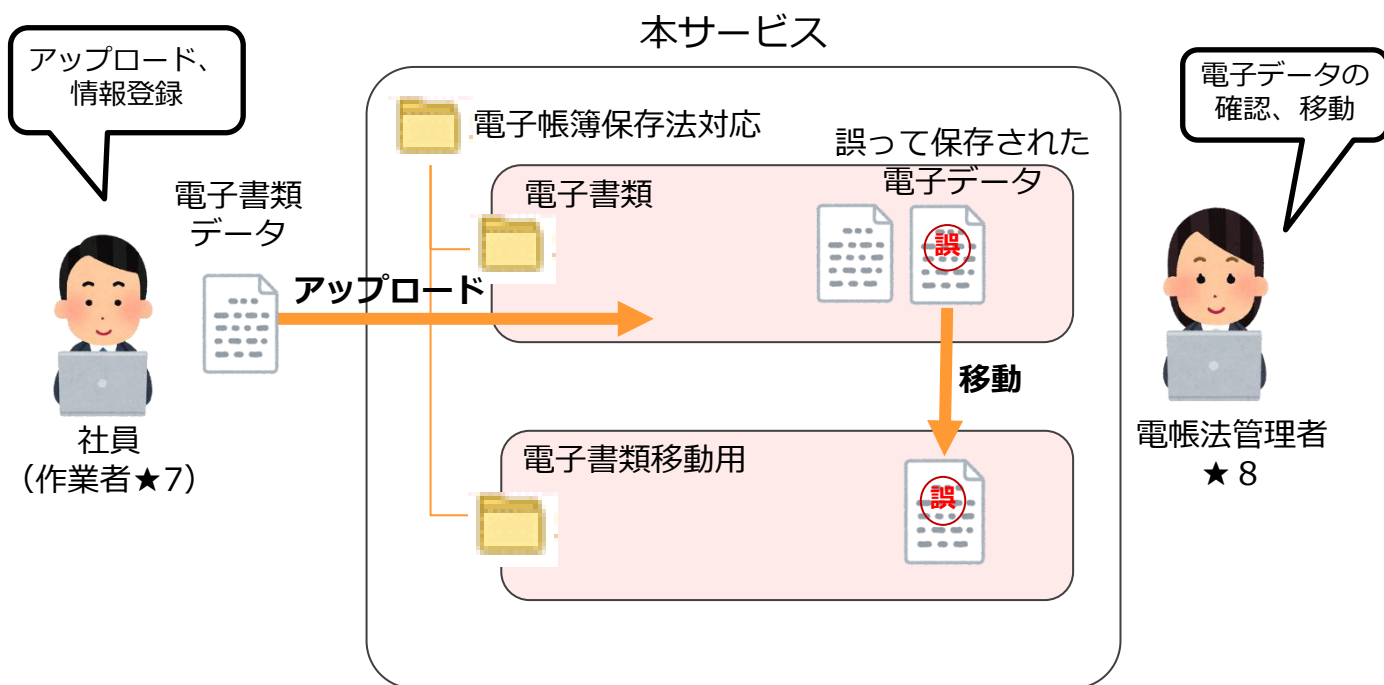 本サービス
アップロード、
情報登録
電子データの
確認、移動
電子帳簿保存法対応
誤って保存された
電子データ
電子書類
電子書類
データ
誤
アップロード
移動
社員
（作業者★7）
電子書類移動用
誤
電帳法管理者
★８